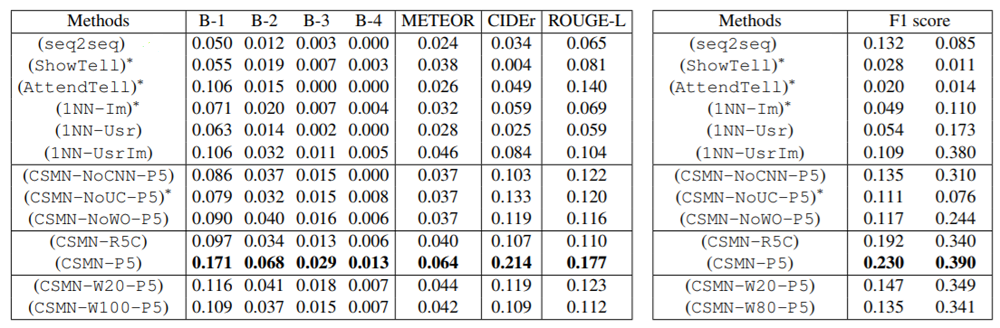 Methods B-1 B-2 B-3 B-4 METEOR CIDEr ROUGE-L
(seq2seq) 0.050 0.012 0.003 0.000 0.024 0.034 0.065
(ShowTell)* 0.055 0.019 0.007 0.003 0.038 0.004 0.081
(AttendTell)* 0.106 0.015 0.000 0.000 0.026 0.049 0.140
(1NN-Im)* 0.071 0.020 0.007 0.004 0.032 0.059 0.069
(1NN-Usr) 0.063 0.014 0.002 0.000 0.028 0.025 0.059
(1NN-UsrIm) 0.106 0.032 0.011 0.005 0.046 0.084 0.104
(CSMN-NoCNN-P5) 0.086 0.037 0.015 0.000 0.037 0.103 0.122
(CSMN-NoUC-P5)* 0.079 0.032 0.015 0.008 0.037 0.133 0.120
(CSMN-NoWO-P5) 0.090 0.040 0.016 0.006 0.037 0.119 0.116
(CSMN-R5C) 0.097 0.034 0.013 0.006 0.040 0.107 0.110
(CSMN-P5) 0.171 0.068 0.029 0.013 0.064 0.214 0.177
(CSMN-W20-P5) 0.116 0.041 0.018 0.007 0.044 0.119 0.123
(CSMN-W100-P5) 0.109 0.037 0.015 0.007 0.042 0.109 0.112
Methods F1 score
(seq2seq) 0.132 0.085
(ShowTell)* 0.028 0.011
(AttendTell)* 0.020 0.014
(1NN-Im)* 0.049 0.110
(1NN-Usr) 0.054 0.173
(1NN-UsrIm) 0.109 0.380
(CSMN-NoCNN-P5) 0.135 0.310
(CSMN-NoUC-P5)* 0.111 0.076
(CSMN-NoWO-P5) 0.117 0.244
(CSMN-R5C) 0.192 0.340
(CSMN-P5) 0.230 0.390
(CSMN-W20-P5) 0.147 0.349
(CSMN-W80-P5) 0.135 0.341